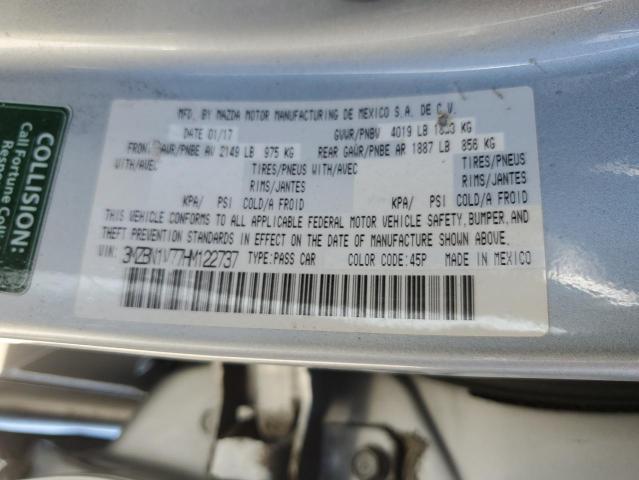 MFD. BY MAZDA MOTOR MANUFACTURING DE MEXICO S.A. DE C.V.
DATE 01/17 GVWR/PNBV 4019 LB KG
FRONT GAWR/PNBE AV 2149 LB 975 KG REAR GAWR/PNBE AR 1887 LB 856 KG
WITH/AVEC TIRES/PNEUS WITH/AVEC TIRES/PNEUS
RIMS/JANTES RIMS/JANTES
KPA/ PSI COLD/A FROID KPA/ PSI COLD/A FROID
THIS VEHICLE CONFORMS TO ALL APPLICABLE FEDERAL MOTOR VEHICLE SAFETY, BUMPER, AND
THEFT PREVENTION STANDARDS IN EFFECT ON THE DATE OF MANUFACTURE SHOWN ABOVE.
VIN: 3MZBN1V77HM122737 TYPE:PASS CAR COLOR CODE:45P MADE IN MEXICO
COLLISION:
Call Fortune Coll